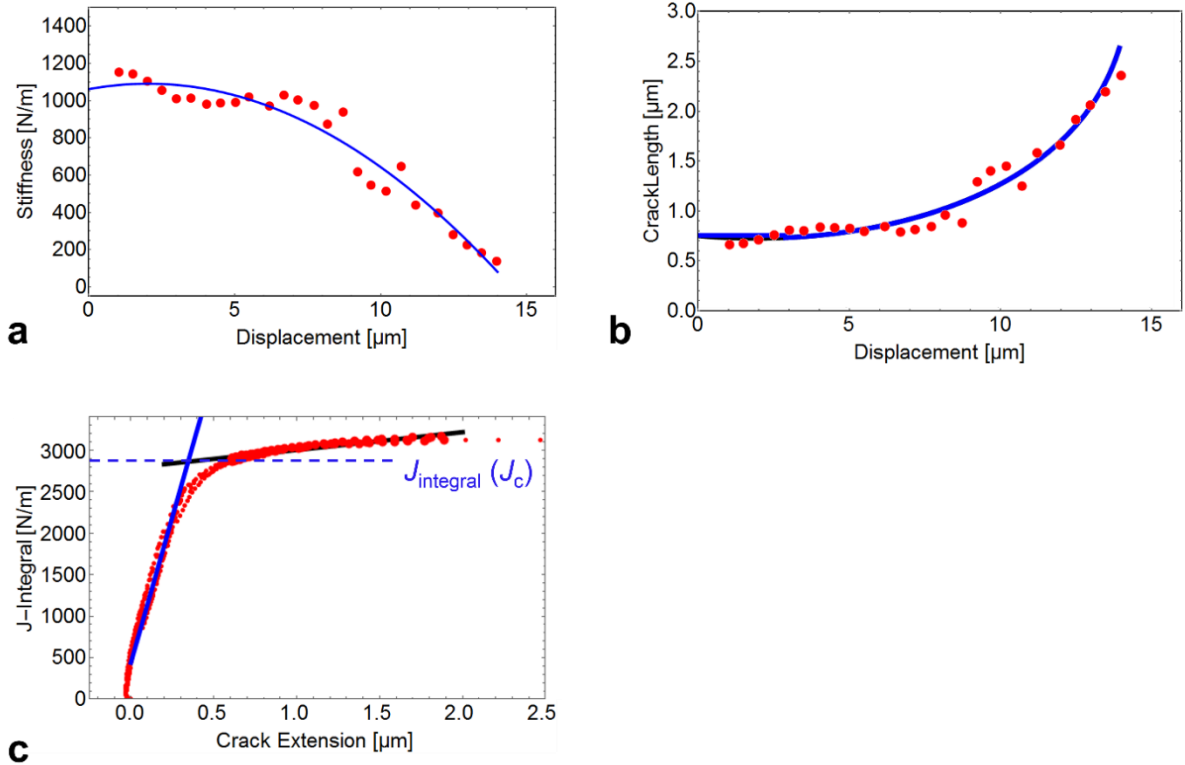 1400
1200
1000
800
600
400
200
0
Stiffness [N/m]
0 5 10 15
Displacement [μm]
a
3.0
2.5
2.0
1.5
1.0
0.5
0.0
CrackLength [μm]
0 5 10 15
Displacement [μm]
b
3000
2500
2000
1500
1000
500
0
J-Integral [N/m]
Jintegral (Jc)
0.0 0.5 1.0 1.5 2.0 2.5
Crack Extension [μm]
c